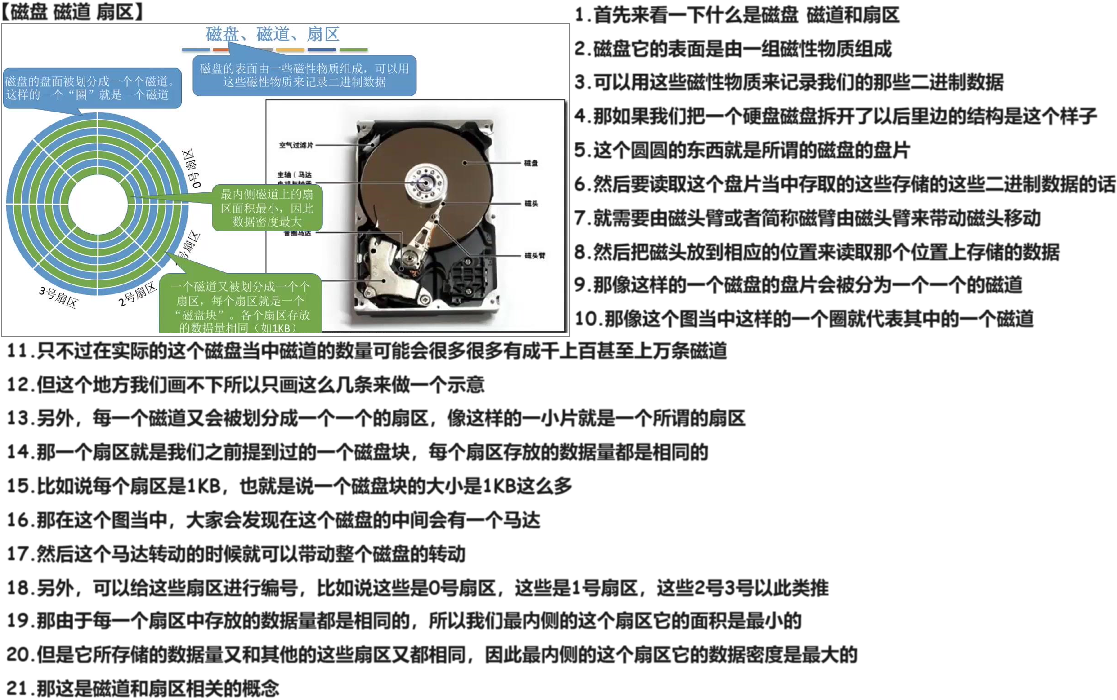 【磁盘 磁道 扇区】
磁盘、磁道、扇区
磁盘的表面由一些磁性物质组成，可以用
这些磁性物质来记录二进制数据
磁盘的盘面被划分成一个个磁道。
这样的一个“圈”就是一个磁道
0号扇区
号扇区
2号扇区
3号扇区
最内侧磁道上的扇
区面积最小，因此
数据密度最大
一个磁道又被划分成一个个
扇区，每个扇区就是一个
“磁盘块”。各个扇区存放
的数据量相同（如1KB）
空气过滤片
主轴（马达
音圈马达
磁盘
磁头
磁头臂
1.首先来看一下什么是磁盘 磁道和扇区
2.磁盘它的表面是由一组磁性物质组成
3.可以用这些磁性物质来记录我们的那些二进制数据
4.那如果我们把一个硬盘磁盘拆开了以后里边的结构是这个样子
5.这个圆圆的东西就是所谓的磁盘的盘片
6.然后要读取这个盘片当中存取的这些存储的这些二进制数据的话
7.就需要由磁头臂或者简称磁臂由磁头臂来带动磁头移动
8.然后把磁头放到相应的位置来读取那个位置上存储的数据
9.那像这样的一个磁盘的盘片会被分为一个一个的磁道
10.那像这个图当中这样的一个圈就代表其中的一个磁道
11.只不过在实际的这个磁盘当中磁道的数量可能会很多很多有成千上百甚至上万条磁道
12.但这个地方我们画不下所以只画这么几条来做一个示意
13.另外，每一个磁道又会被划分成一个一个的扇区，像这样的一小片就是一个所谓的扇区
14.那一个扇区就是我们之前提到过的一个磁盘块，每个扇区存放的数据量都是相同的
15.比如说每个扇区是1KB，也就是说一个磁盘块的大小是1KB这么多
16.那在这个图当中，大家会发现在这个磁盘的中间会有一个马达
17.然后这个马达转动的时候就可以带动整个磁盘的转动
18.另外，可以给这些扇区进行编号，比如说这些是0号扇区，这些是1号扇区，这些2号3号以此类推
19.那由于每一个扇区中存放的数据量都是相同的，所以我们最内侧的这个扇区它的面积是最小的
20.但是它所存储的数据量又和其他的这些扇区又都相同，因此最内侧的这个扇区它的数据密度是最大的
21.那这是磁道和扇区相关的概念